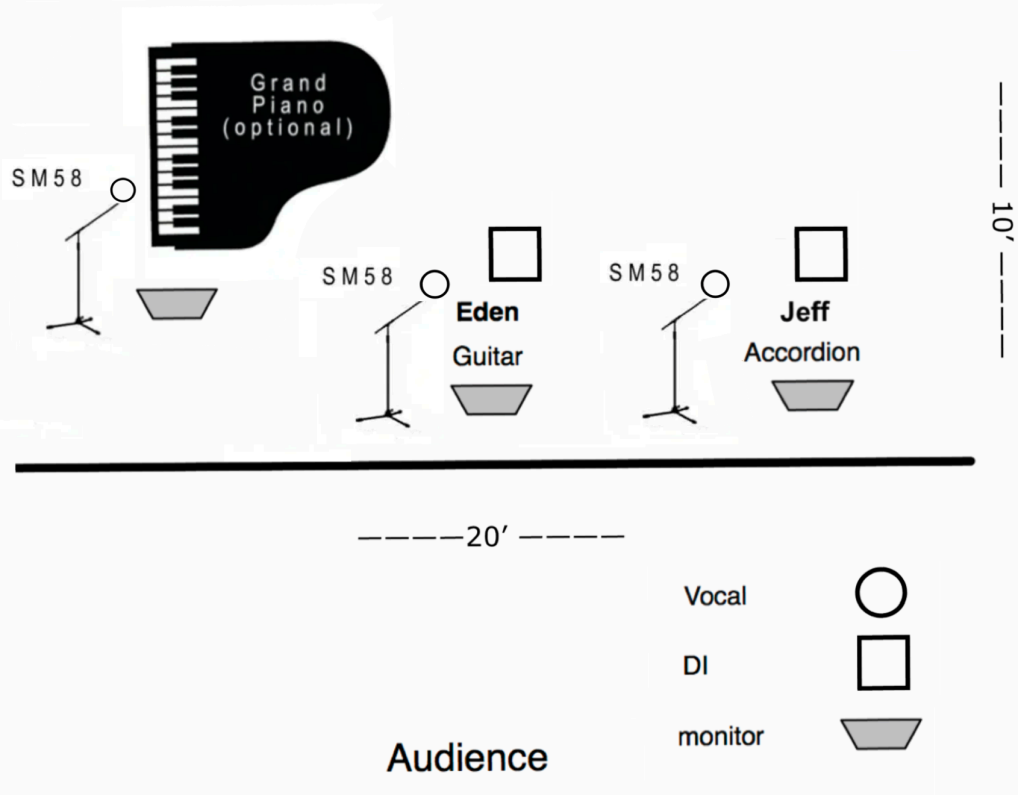 Grand
Piano
(optional)
SM58
SM58
Eden
Guitar
SM58
Jeff
Accordion
10′
20′
Vocal
DI
monitor
Audience